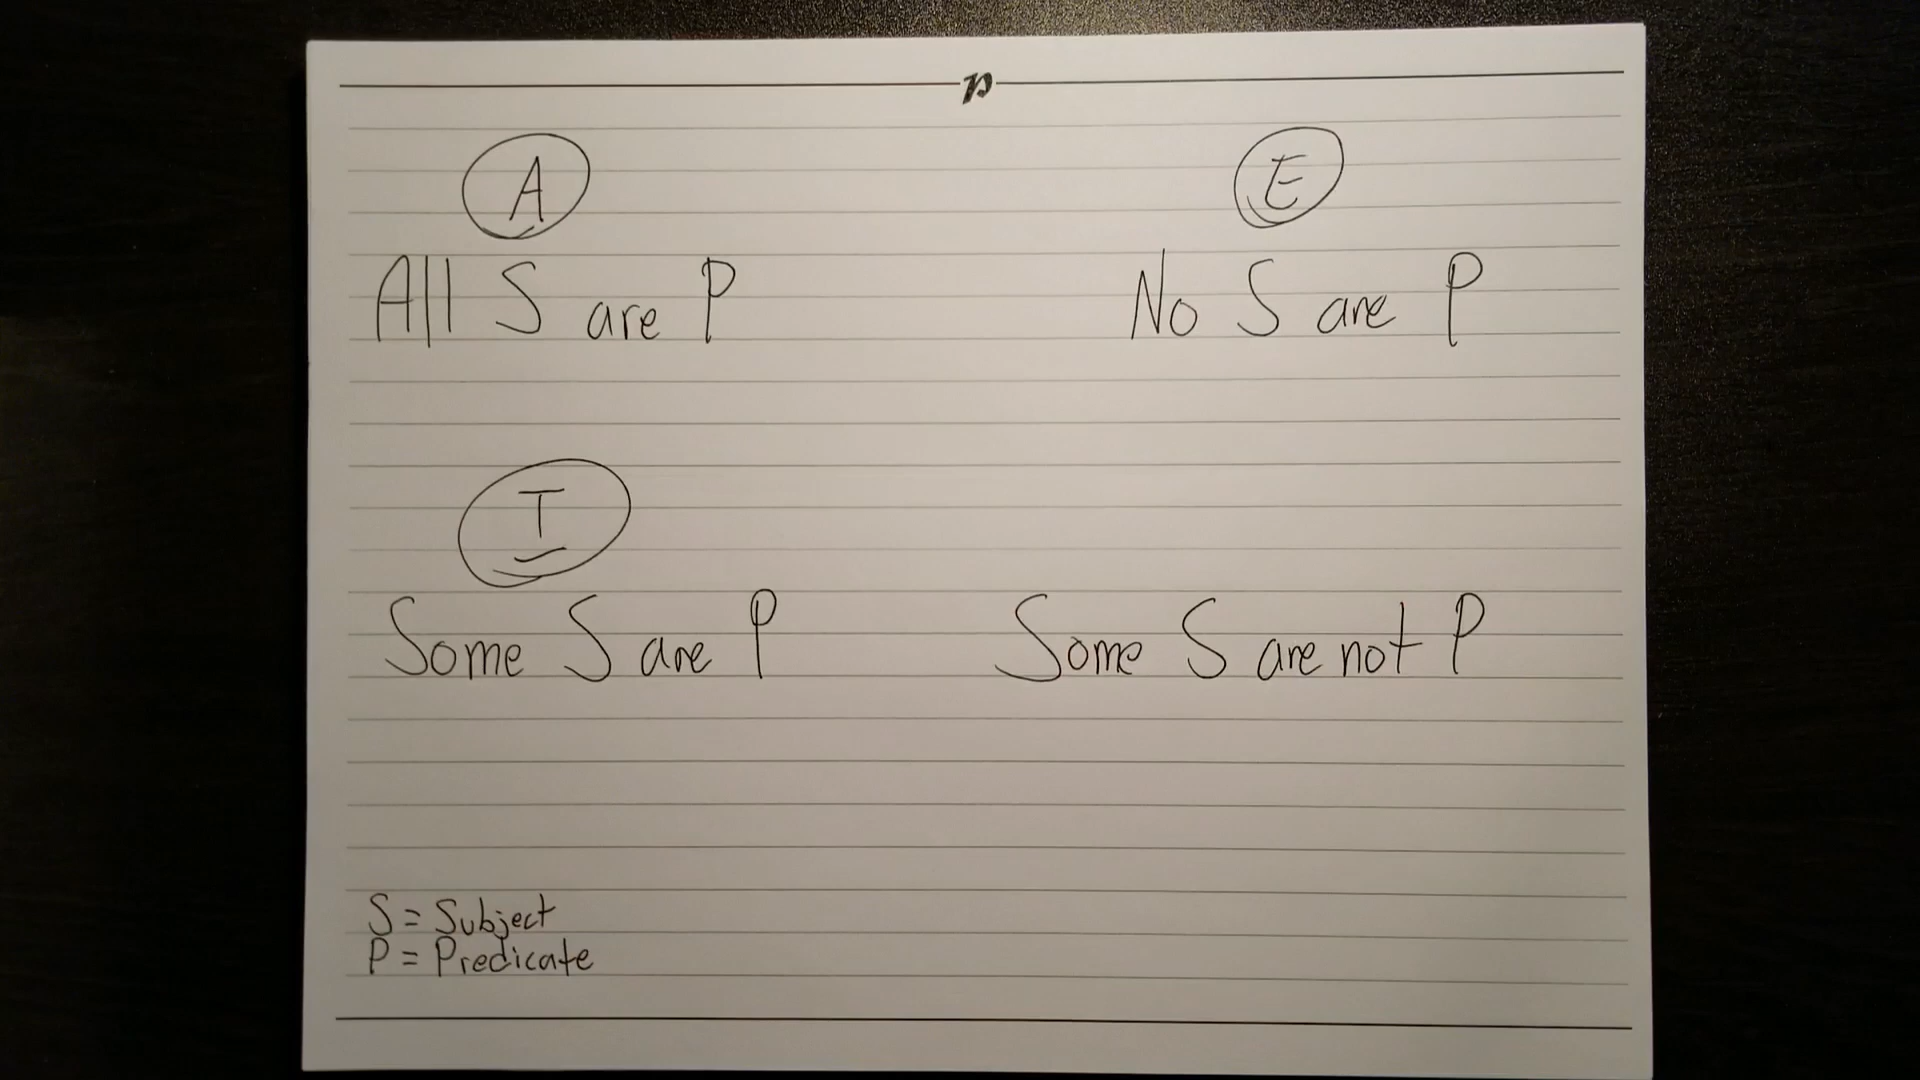 A
E
All S are P
No S are P
I
Some S are P
Some S are not P
S = Subject
P = Predicate